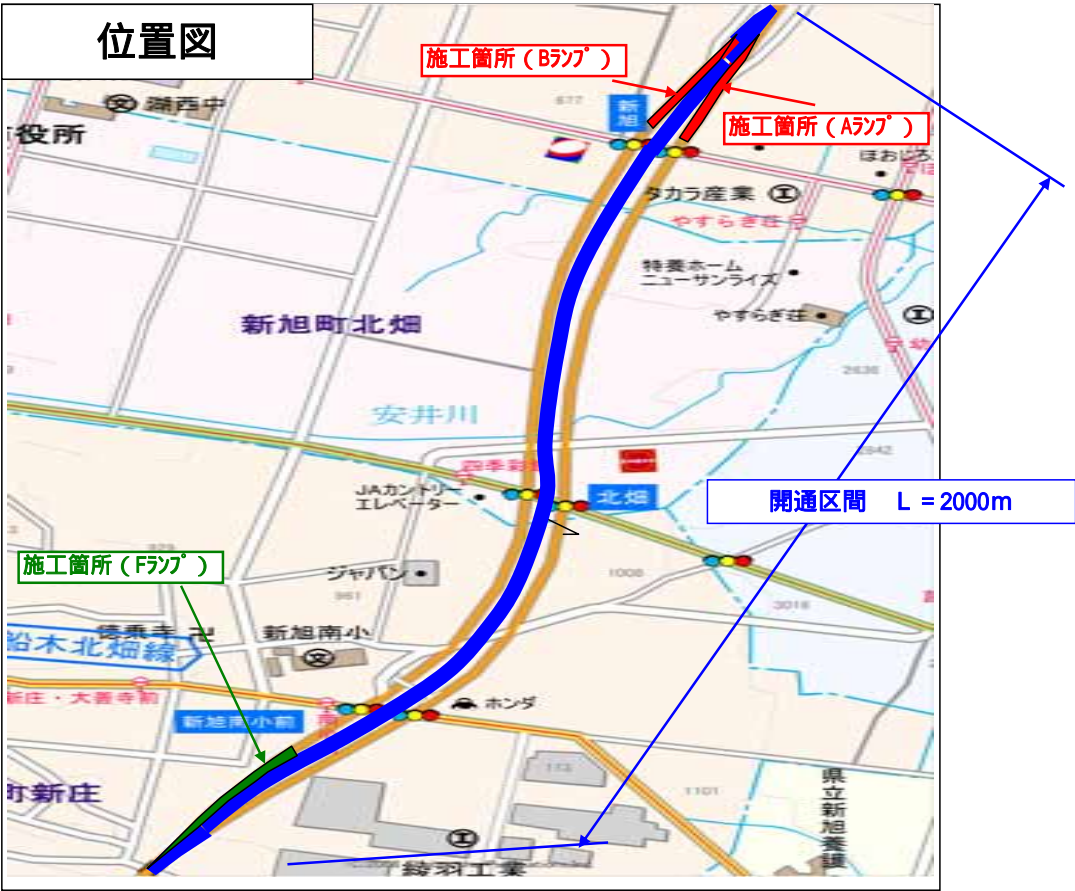 位置図
施工箇所（Bﾗﾝﾌﾟ）
677
新旭
施工箇所（Aﾗﾝﾌﾟ）
湖西中
役所
ほおじろ
タカラ産業
やすらぎ荘
特養ホーム
ニューサンライズ
やすらぎ荘
新旭町北畑
2636
安井川
2642
四季彩
JAカントリー
エレベーター
北畑
開通区間　L＝2000m
施工箇所（Fﾗﾝﾌﾟ）
ジャパン
961
1008
3016
徳乗寺
新旭南小
船木北畑線
新庄・大善寺前
新旭南小前
ホンダ
113
1101
町新庄
県立新旭養護
綾羽工業